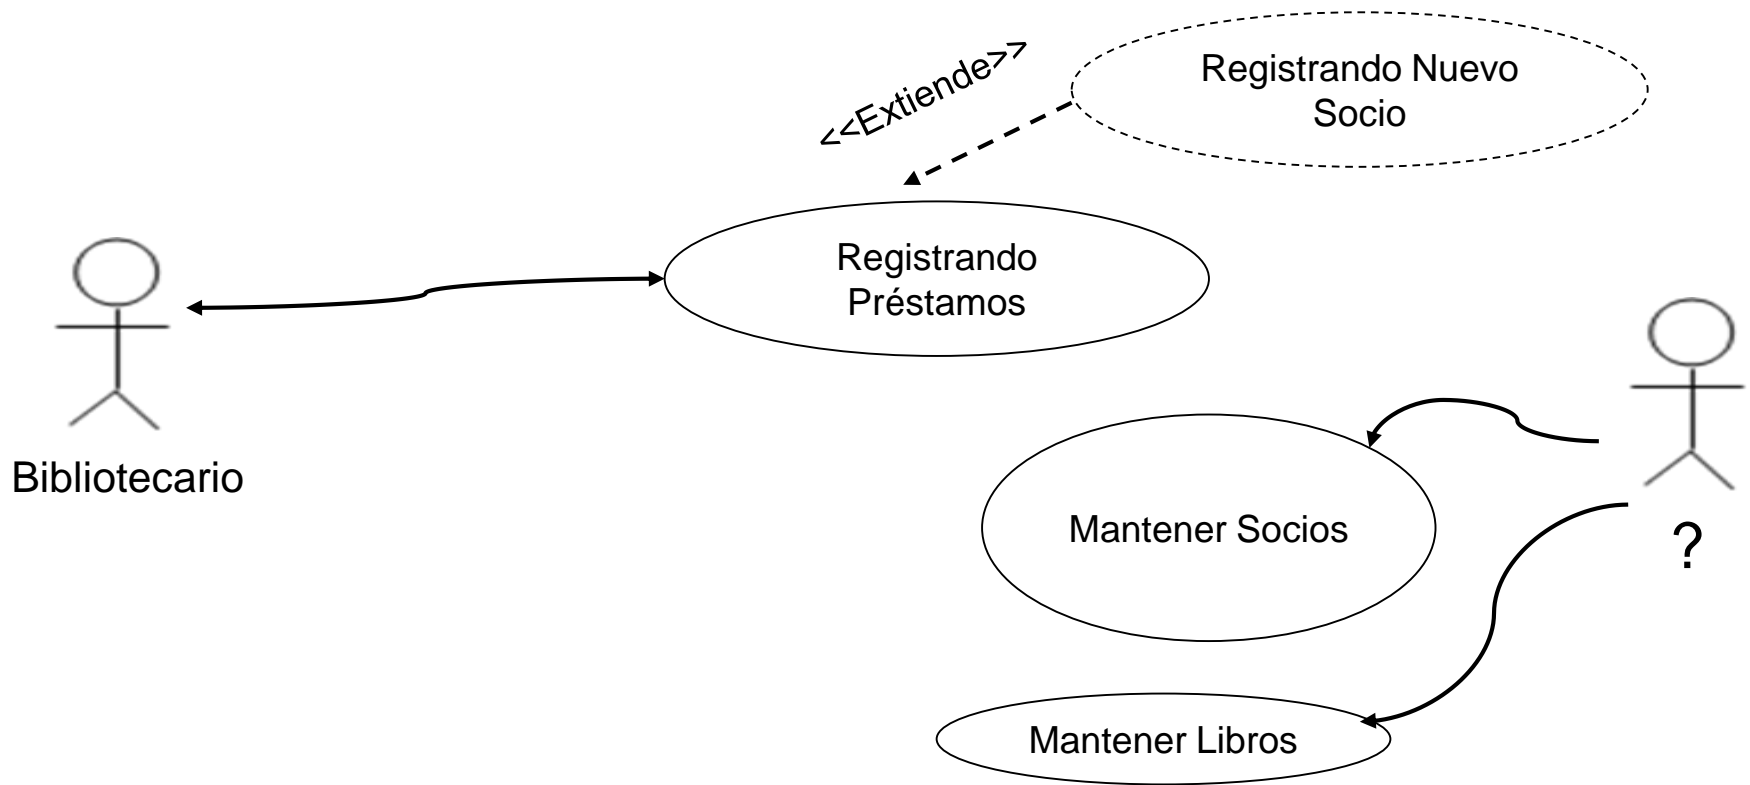 <<Extiende>>
Registrando Nuevo
Socio
Registrando
Préstamos
Bibliotecario
Mantener Socios
?
Mantener Libros